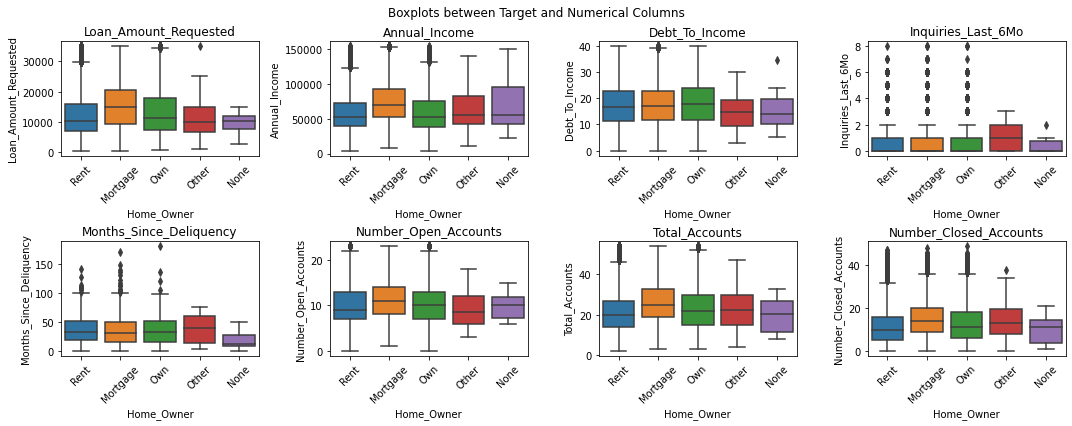 Boxplots between Target and Numerical Columns
Loan_Amount_Requested
Loan_Amount_Requested
30000
20000
10000
0
Rent
Mortgage
Own
Other
None
Home_Owner
Annual_Income
Annual_Income
150000
100000
50000
0
Rent
Mortgage
Own
Other
None
Home_Owner
Debt_To_Income
Debt_To_Income
40
30
20
10
0
Rent
Mortgage
Own
Other
None
Home_Owner
Inquiries_Last_6Mo
Inquiries_Last_6Mo
8
6
4
2
0
Rent
Mortgage
Own
Other
None
Home_Owner
Months_Since_Deliquency
Months_Since_Deliquency
150
100
50
0
Rent
Mortgage
Own
Other
None
Home_Owner
Number_Open_Accounts
Number_Open_Accounts
20
10
0
Rent
Mortgage
Own
Other
None
Home_Owner
Total_Accounts
Total_Accounts
40
20
0
Rent
Mortgage
Own
Other
None
Home_Owner
Number_Closed_Accounts
Number_Closed_Accounts
40
20
0
Rent
Mortgage
Own
Other
None
Home_Owner